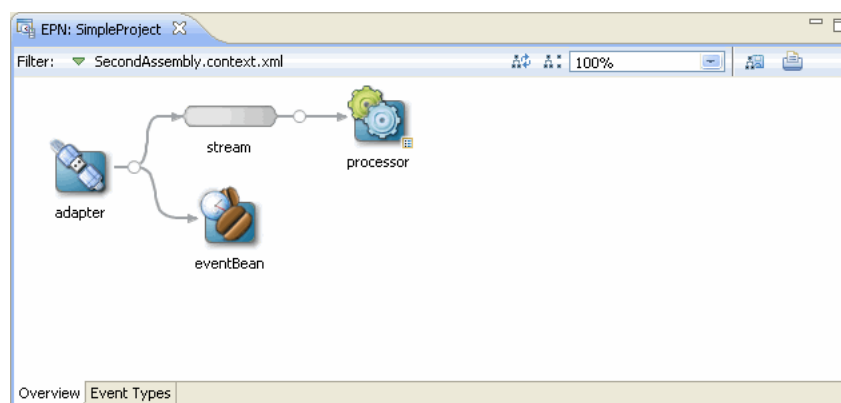 EPN: SimpleProject
Filter: SecondAssembly.context.xml 100%
stream
processor
adapter
eventBean
Overview Event Types